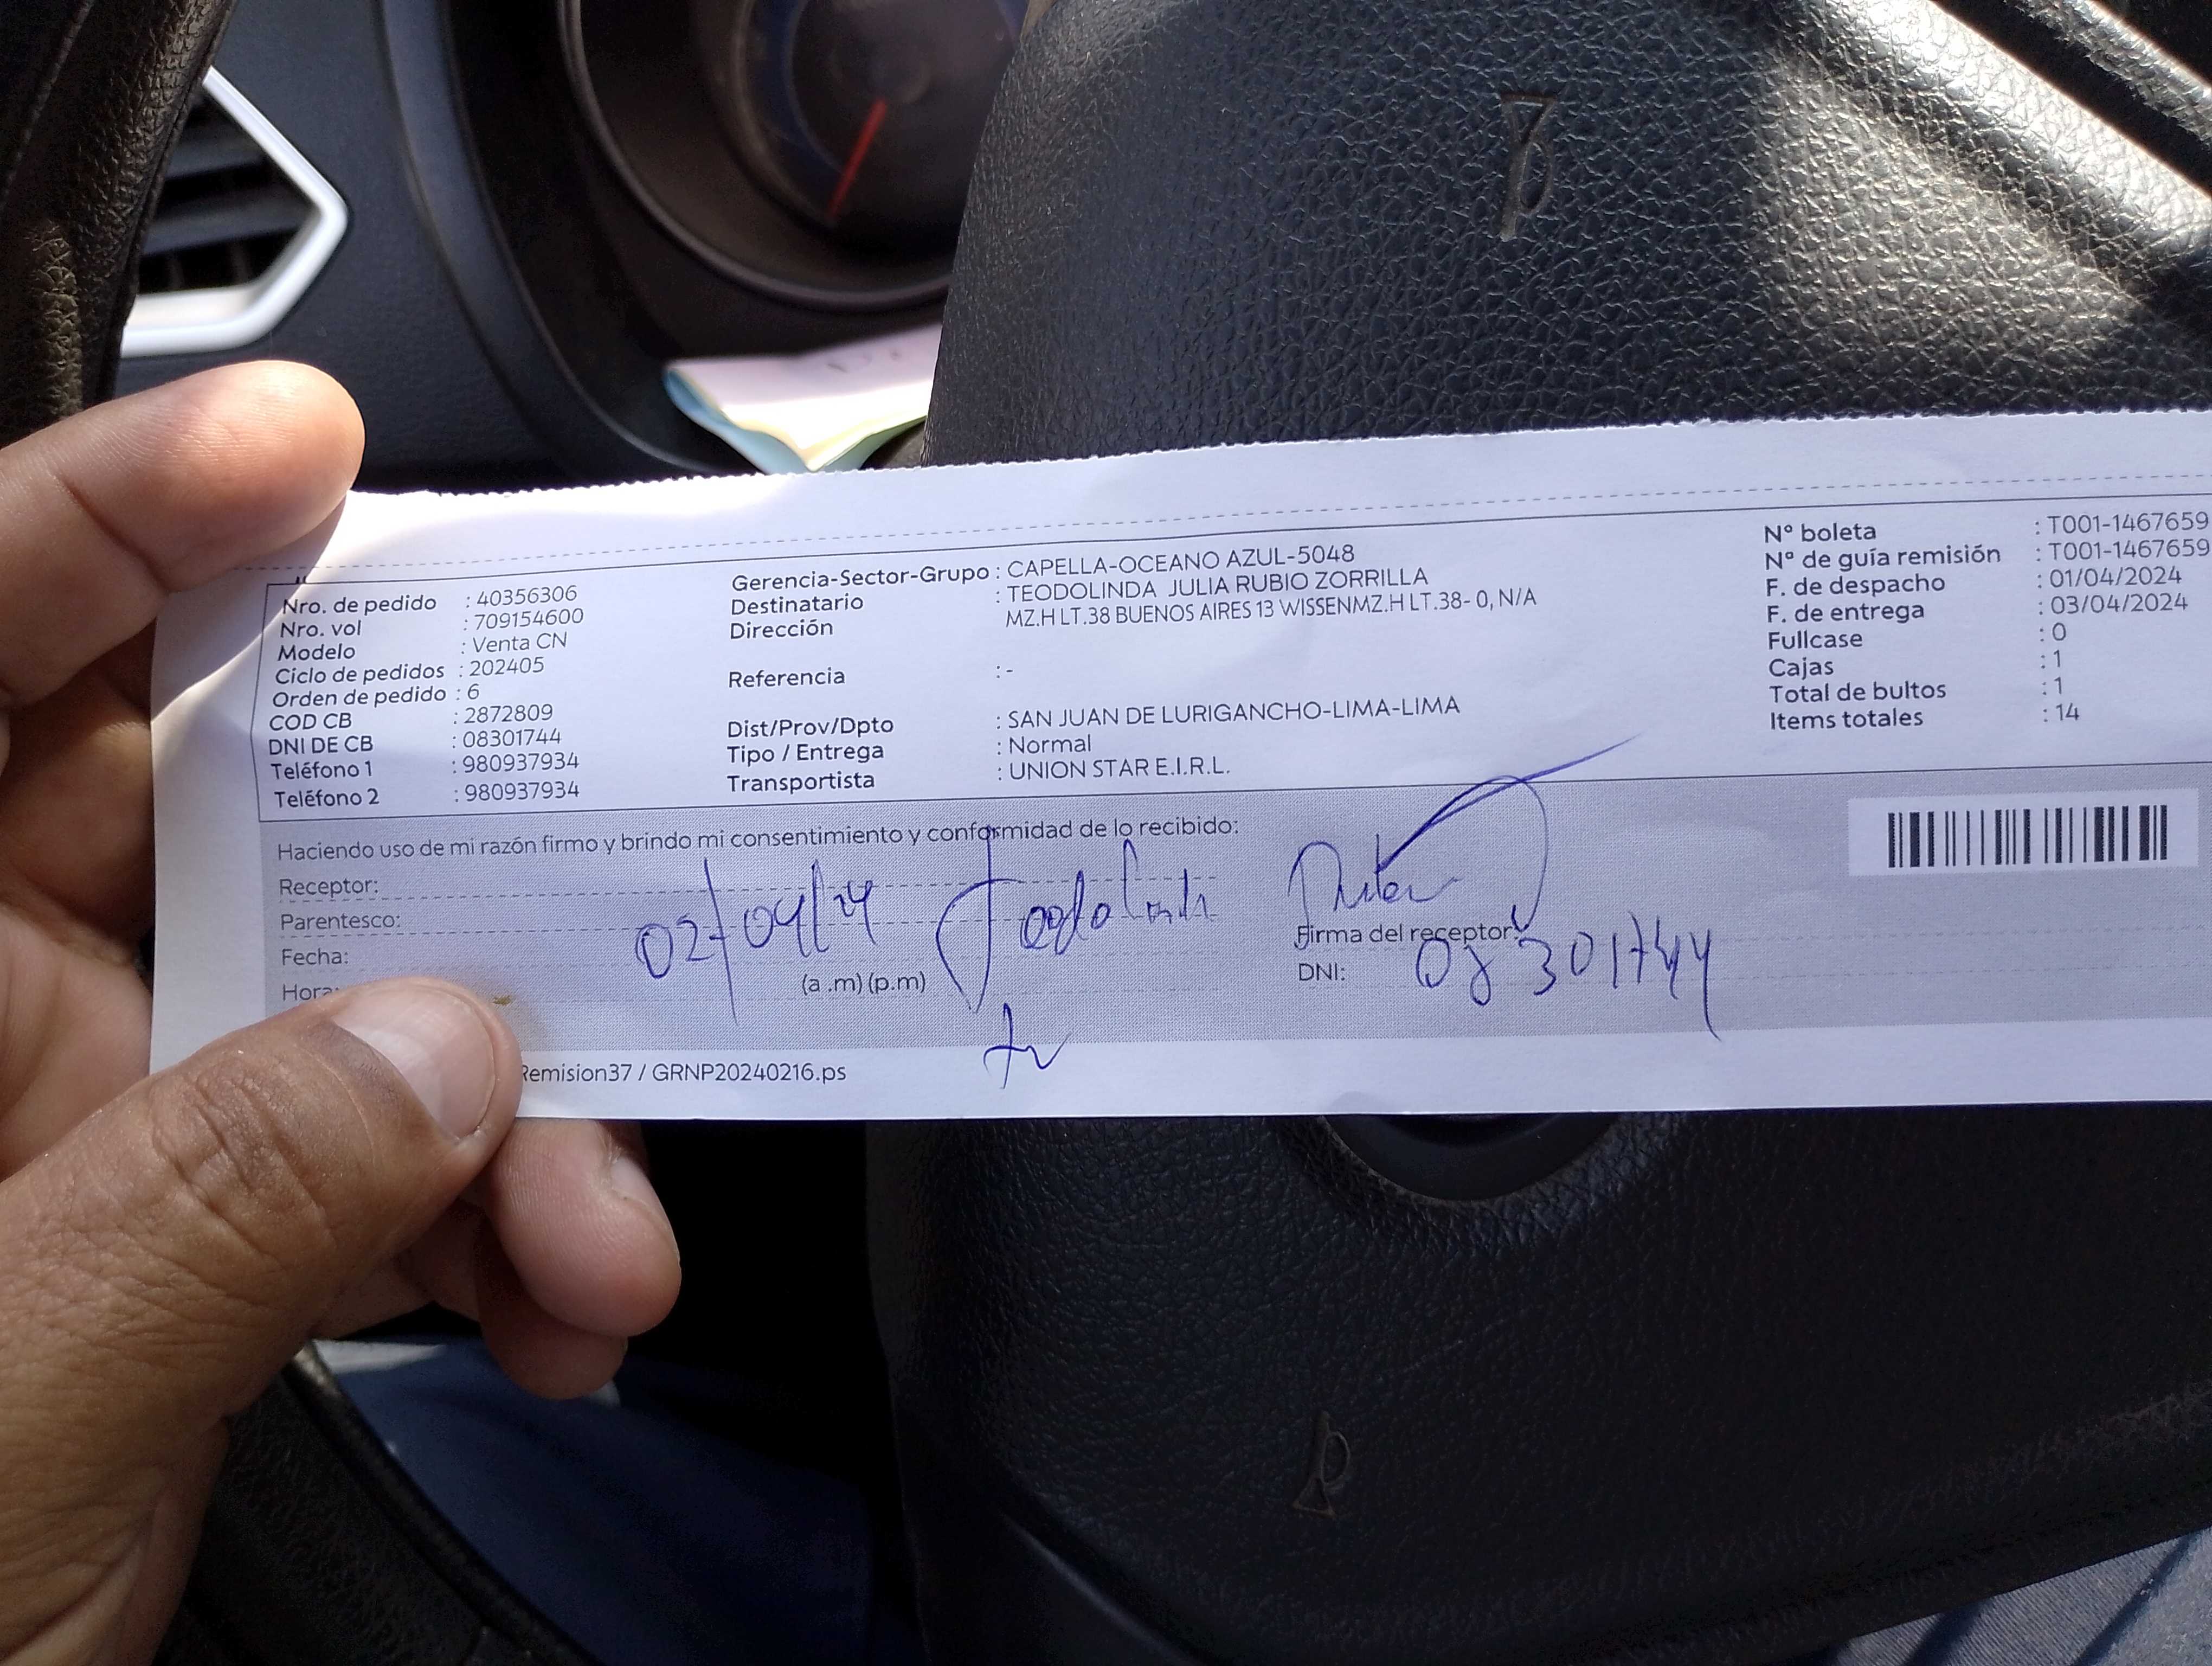 Nro. de pedido : 40356306
Nro. vol : 709154600
Modelo : Venta CN
Ciclo de pedidos : 202405
Orden de pedido : 6
COD CB : 2872809
DNI DE CB : 08301744
Teléfono 1 : 980937934
Teléfono 2 : 980937934
Gerencia-Sector-Grupo : CAPELLA-OCEANO AZUL-5048
Destinatario : TEODOLINDA JULIA RUBIO ZORRILLA
Dirección MZ.H LT.38 BUENOS AIRES 13 WISSENMZ.H LT.38- 0, N/A
Referencia : -
Dist/Prov/Dpto : SAN JUAN DE LURIGANCHO-LIMA-LIMA
Tipo / Entrega : Normal
Transportista : UNION STAR E.I.R.L.
Nº boleta : T001-1467659
Nº de guía remisión : T001-1467659
F. de despacho : 01/04/2024
F. de entrega : 03/04/2024
Fullcase : 0
Cajas : 1
Total de bultos : 1
Items totales : 14
Haciendo uso de mi razón firmo y brindo mi consentimiento y conformidad de lo recibido:
Receptor:
Parentesco:
Fecha: 02/04/24
Hora: (a .m) (p.m)
Firma del receptor:
DNI: 08301744
Remision37 / GRNP20240216.ps